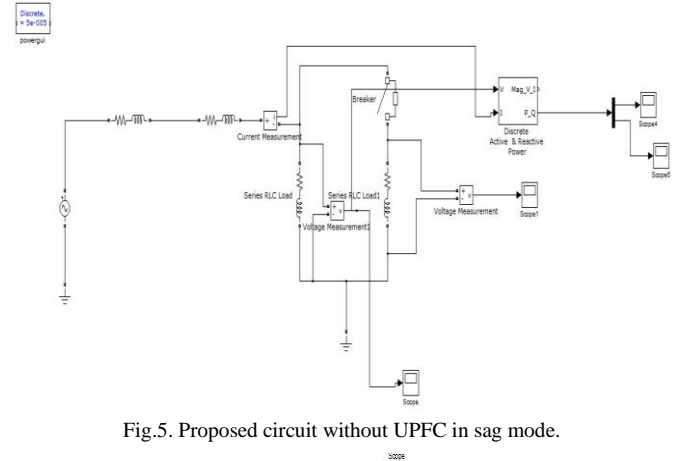 Discrete,
= 5e-005
powergui
Breaker
V Mag_V_I
I P_Q
Discrete
Active & Reactive
Power
Scope4
Scope5
+ i
-
Current Measurement
Series RLC Load
Series RLC Load1
+ v
-
Voltage Measurement1
+ v
-
Voltage Measurement
Scope1
Scope
Fig.5. Proposed circuit without UPFC in sag mode.
Scope